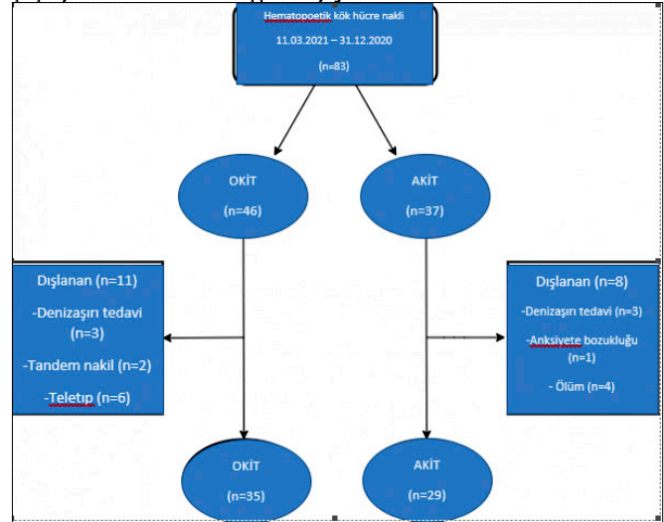 Hematopoetik kök hücre nakli
11.03.2021 – 31.12.2020
(n=83)
OKİT
(n=46)
AKİT
(n=37)
Dışlanan (n=11)
-Denizaşırı tedavi
(n=3)
-Tandem nakil (n=2)
-Teletıp (n=6)
Dışlanan (n=8)
-Denizaşırı tedavi (n=3)
-Anksiyete bozukluğu
(n=1)
- Ölüm (n=4)
OKİT
(n=35)
AKİT
(n=29)